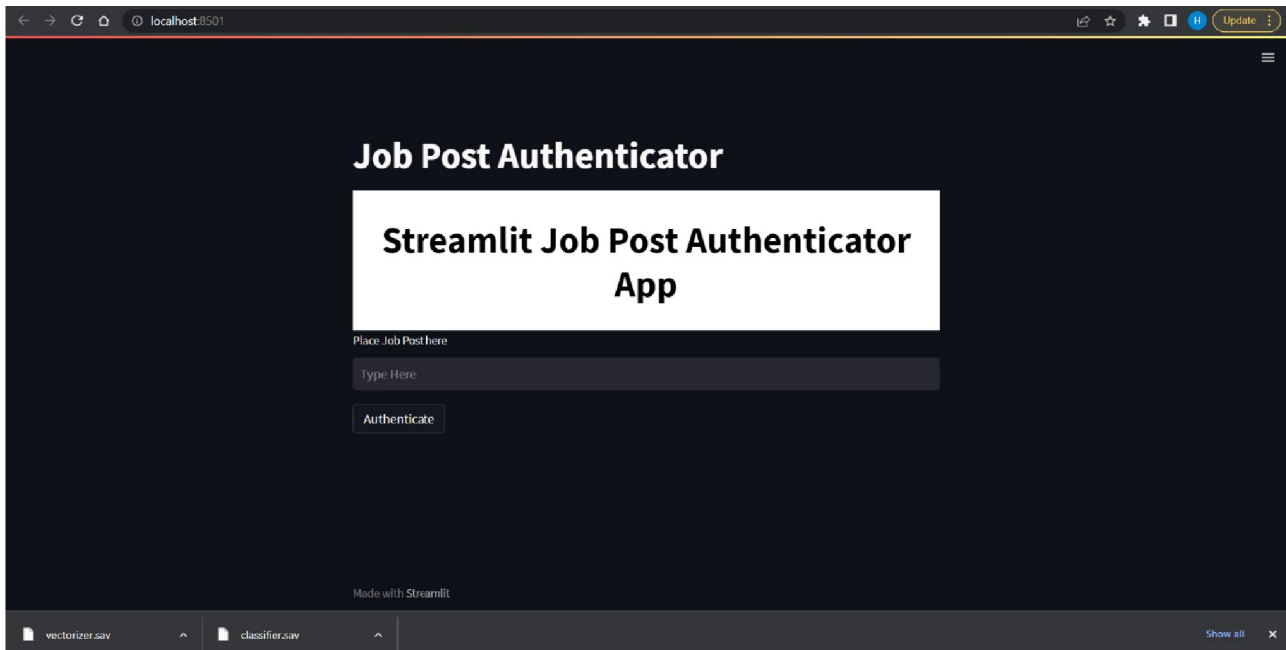 localhost:8501
H
Update
Job Post Authenticator
Streamlit Job Post Authenticator
App
Place Job Post here
Type Here
Authenticate
Made with Streamlit
vectorizer.sav
classifier.sav
Show all